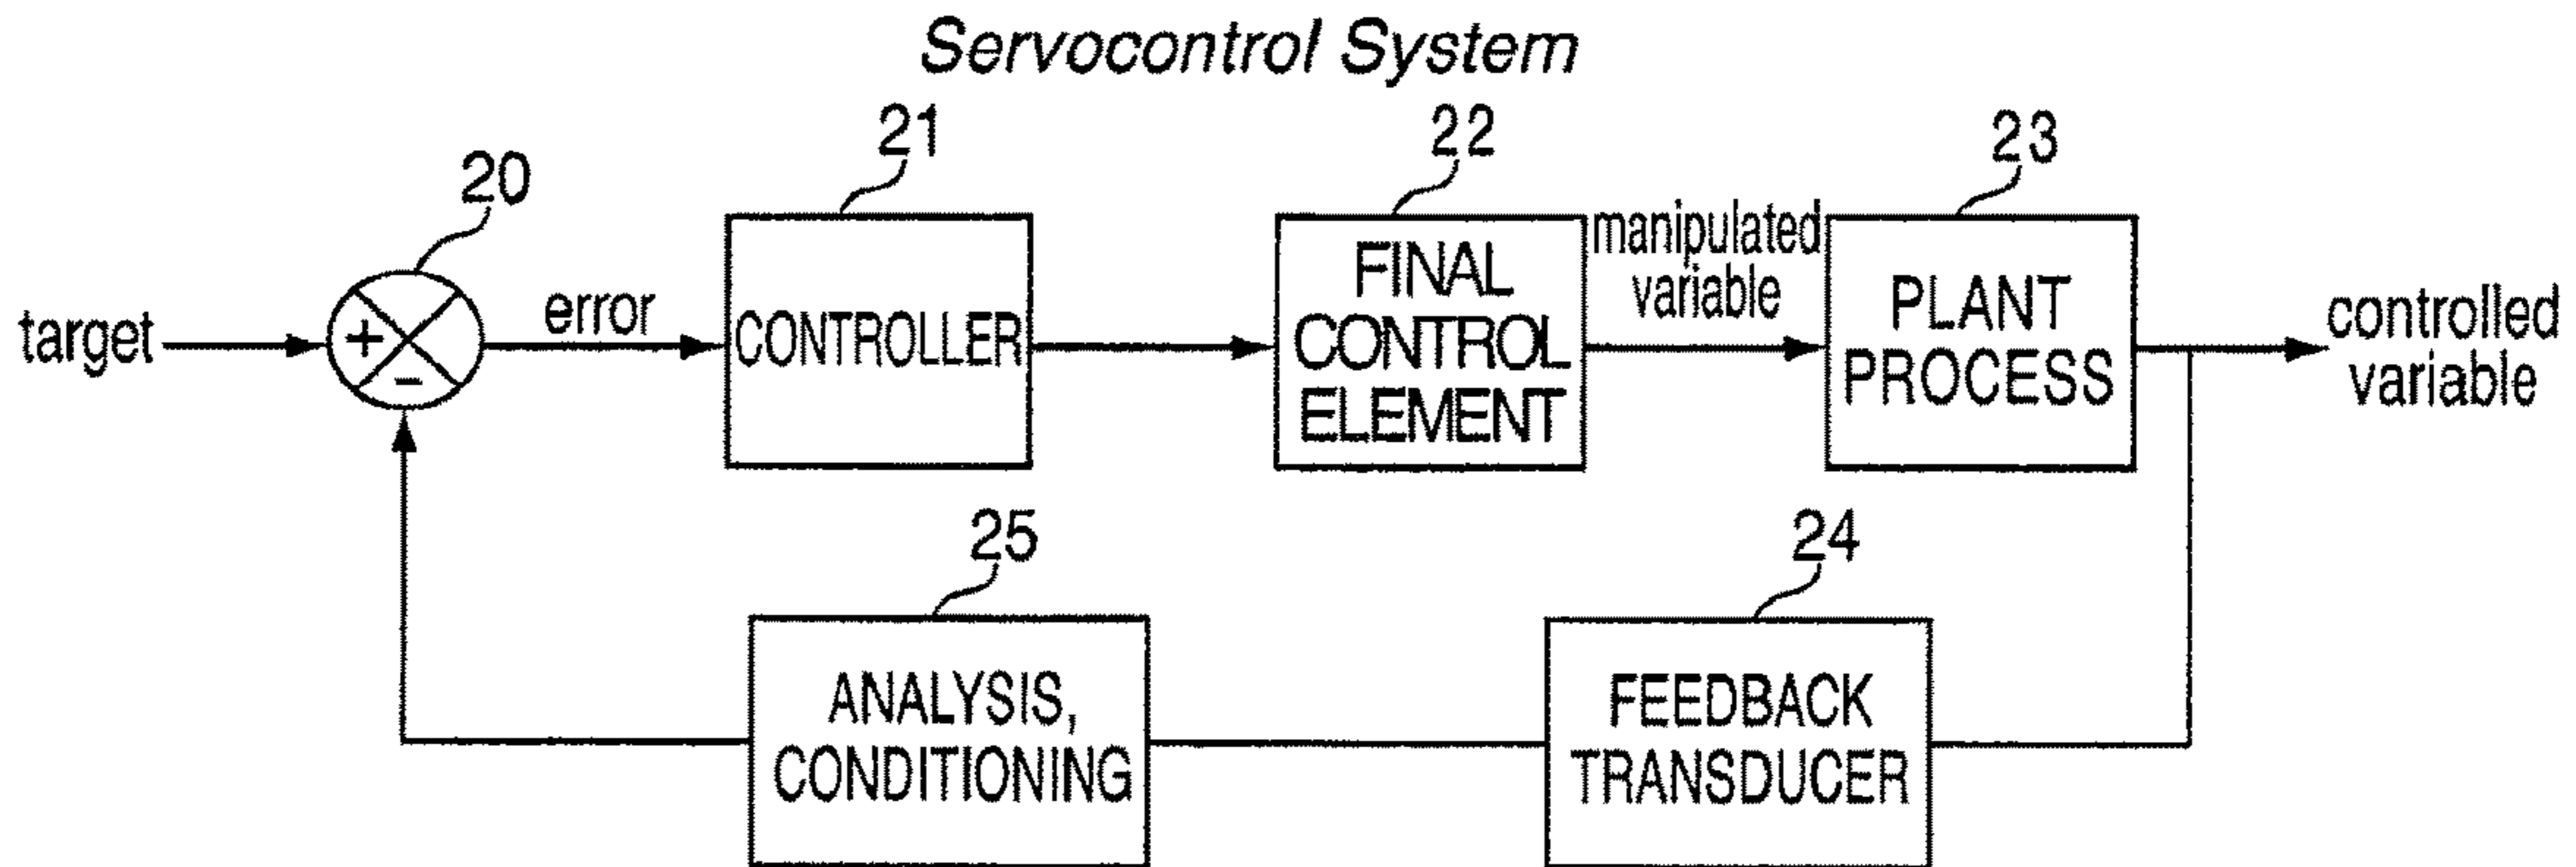 Servocontrol System
20
21
22
23
target
+
-
error
CONTROLLER
FINAL
CONTROL
ELEMENT
manipulated
variable
PLANT
PROCESS
controlled
variable
25
24
ANALYSIS,
CONDITIONING
FEEDBACK
TRANSDUCER